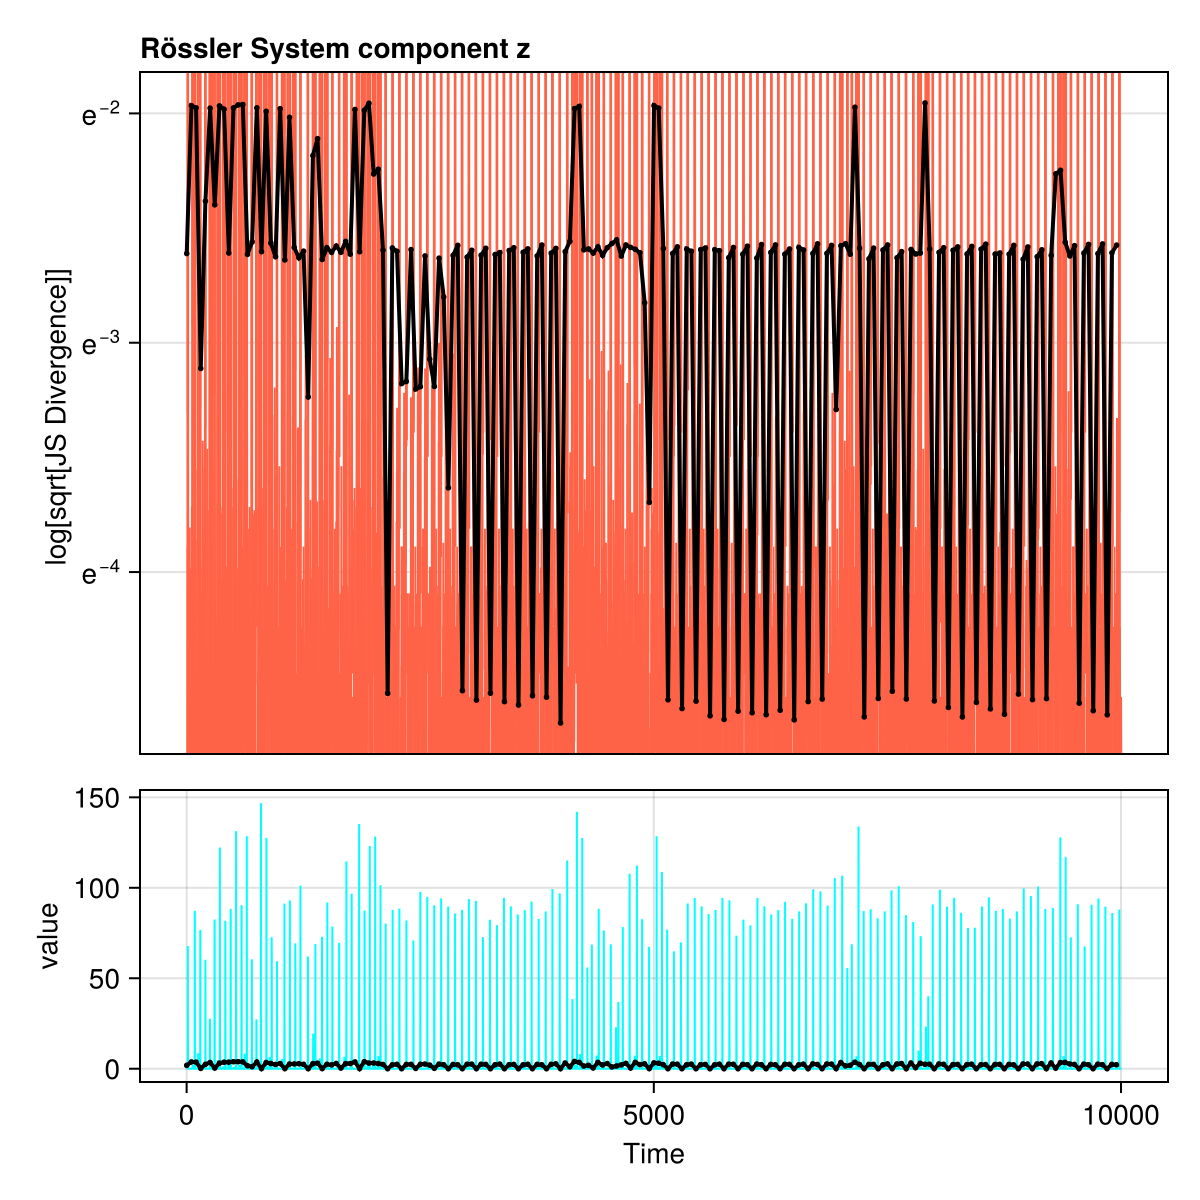 Rössler System component z
log[sqrt[JS Divergence]]
e⁻²
e⁻³
e⁻⁴
value
150
100
50
0
0 5000 10000
Time